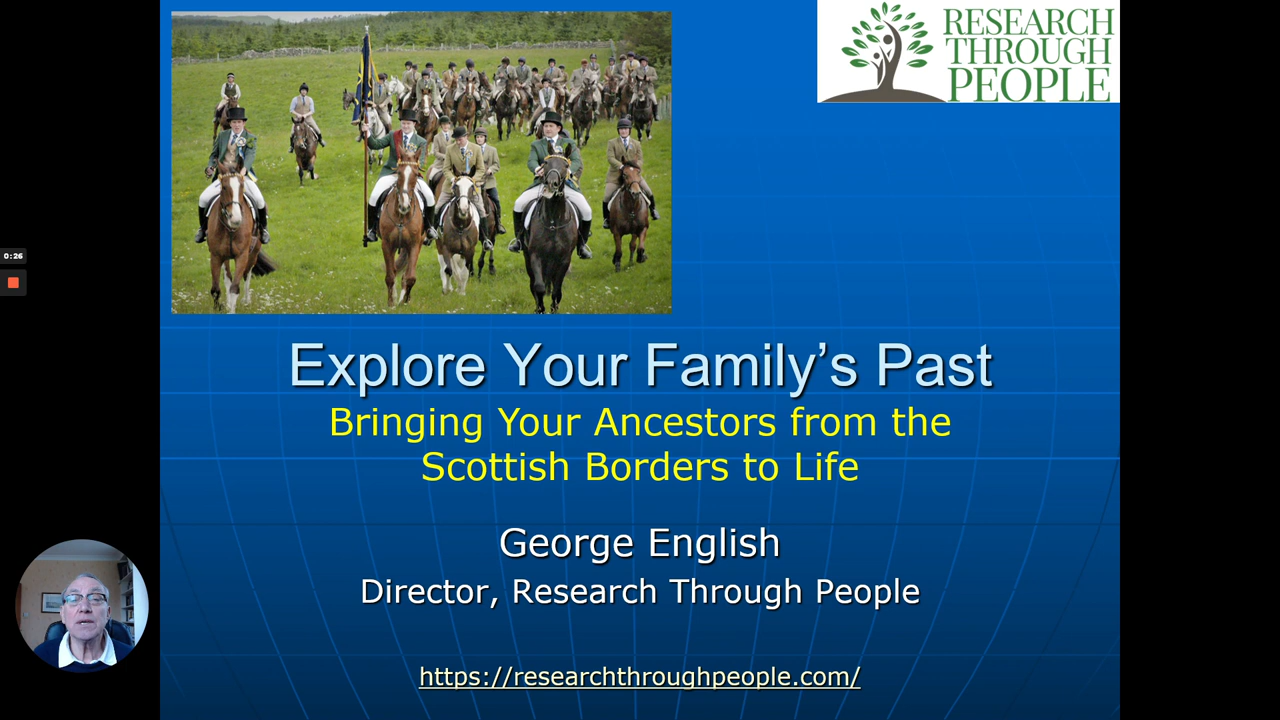 RESEARCH
THROUGH
PEOPLE
0:26
Explore Your Family’s Past
Bringing Your Ancestors from the
Scottish Borders to Life
George English
Director, Research Through People
https://researchthroughpeople.com/